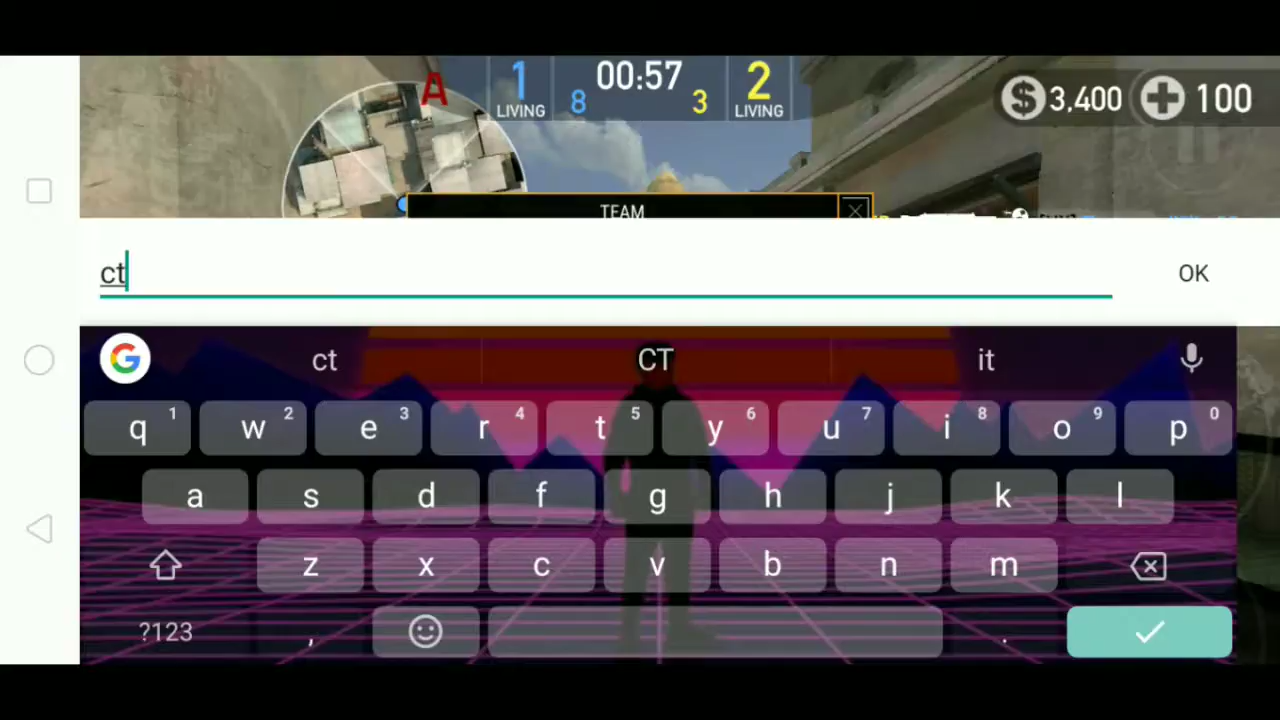 A
1
LIVING
8
00:57
3
2
LIVING
$ 3,400
100
TEAM
ct
OK
G
ct
CT
it
q 1 w 2 e 3 r 4 t 5 y 6 u 7 i 8 o 9 p 0
a s d f g h j k l
z x c v b n m
?123 , .